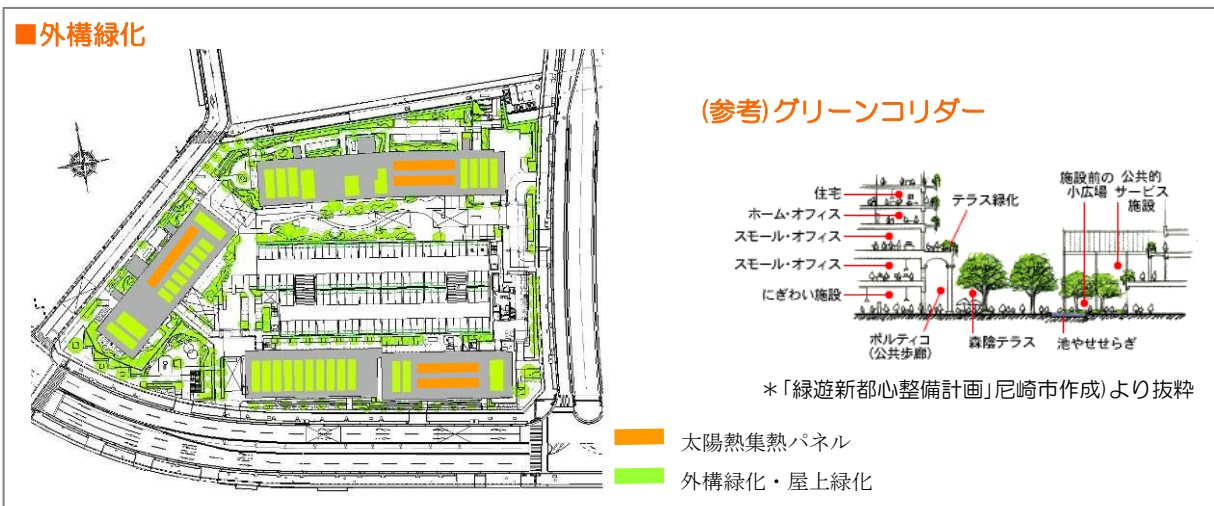 ■外構緑化
(参考)グリーンコリダー
住宅
ホーム・オフィス
スモール・オフィス
スモール・オフィス
にぎわい施設
テラス緑化
施設前の
小広場
公共的
サービス
施設
ポルティコ
(公共歩廊)
森陰テラス
池やせせらぎ
＊「緑遊新都心整備計画」尼崎市作成)より抜粋
太陽熱集熱パネル
外構緑化・屋上緑化